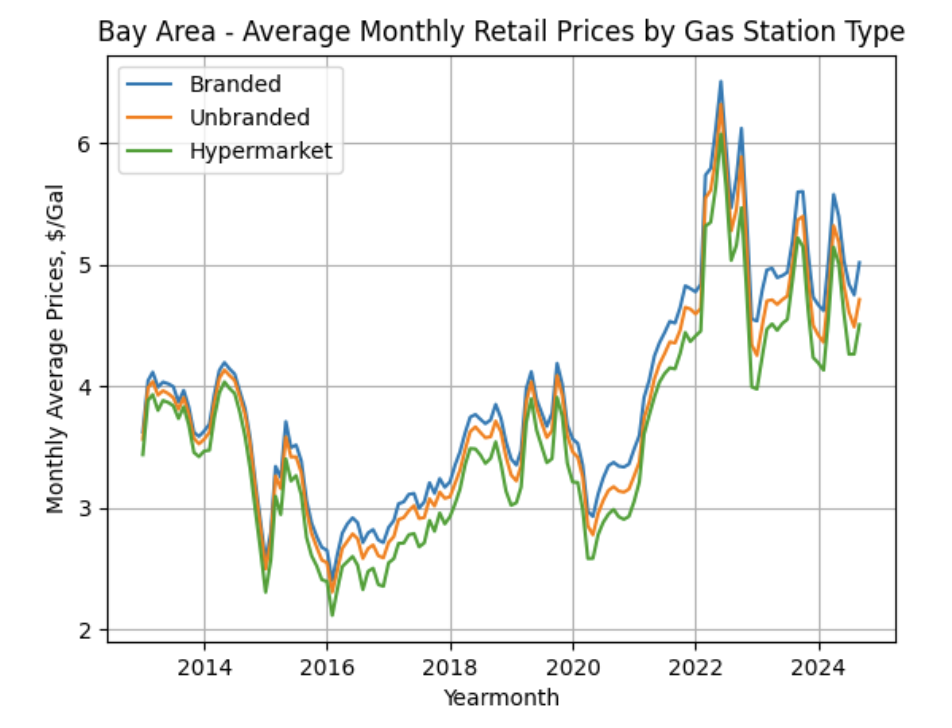 Bay Area - Average Monthly Retail Prices by Gas Station Type
Branded
Unbranded
Hypermarket
Monthly Average Prices, $/Gal
6
5
4
3
2
2014 2016 2018 2020 2022 2024
Yearmonth